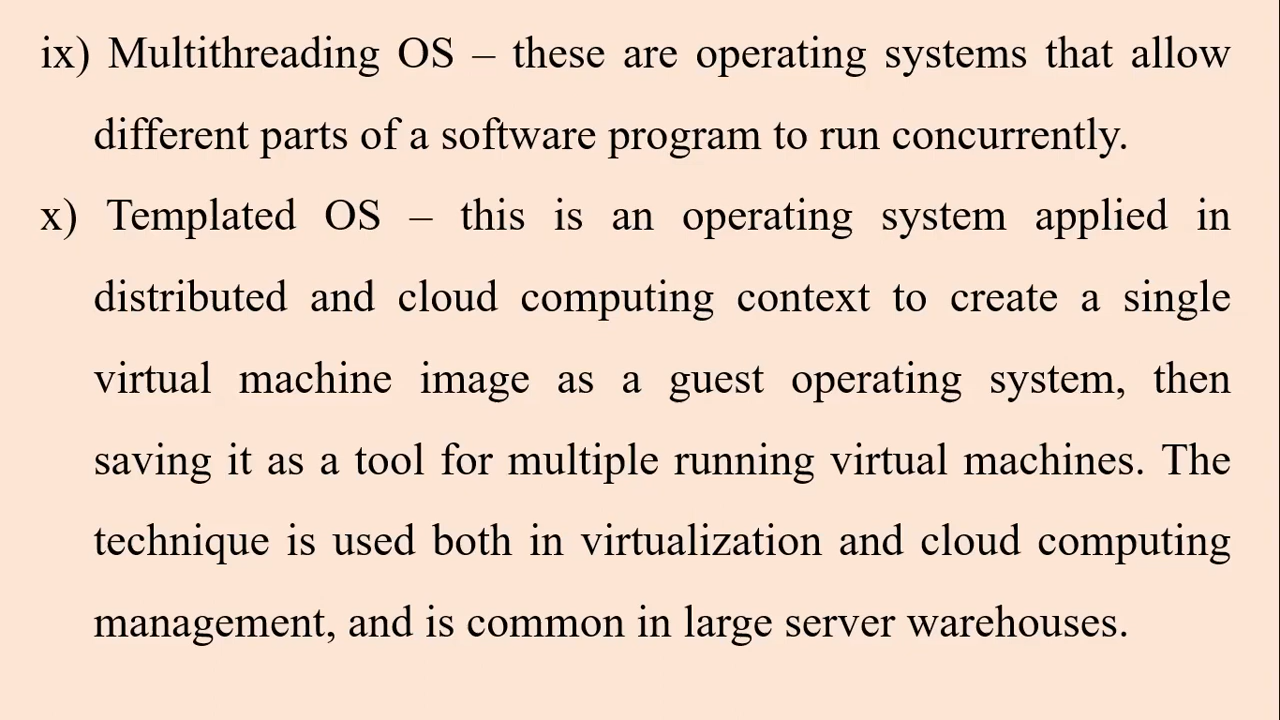 ix) Multithreading OS – these are operating systems that allow
different parts of a software program to run concurrently.
x) Templated OS – this is an operating system applied in
distributed and cloud computing context to create a single
virtual machine image as a guest operating system, then
saving it as a tool for multiple running virtual machines. The
technique is used both in virtualization and cloud computing
management, and is common in large server warehouses.